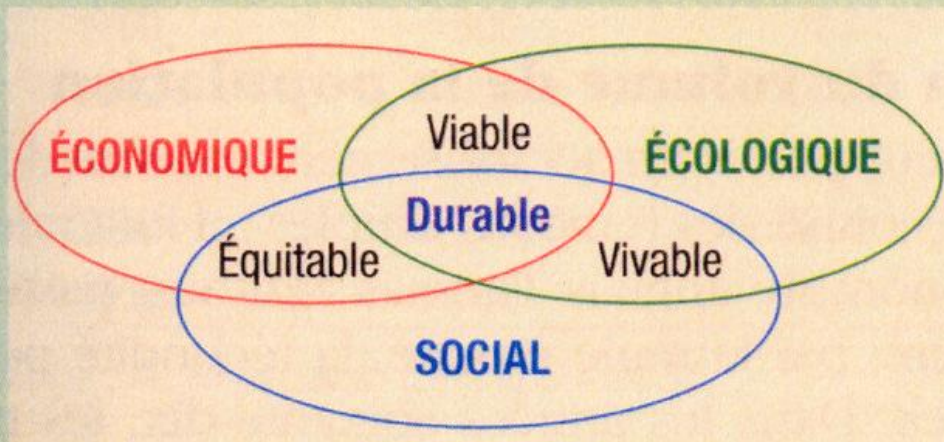 Viable
ÉCONOMIQUE ÉCOLOGIQUE
Durable
Équitable Vivable
SOCIAL